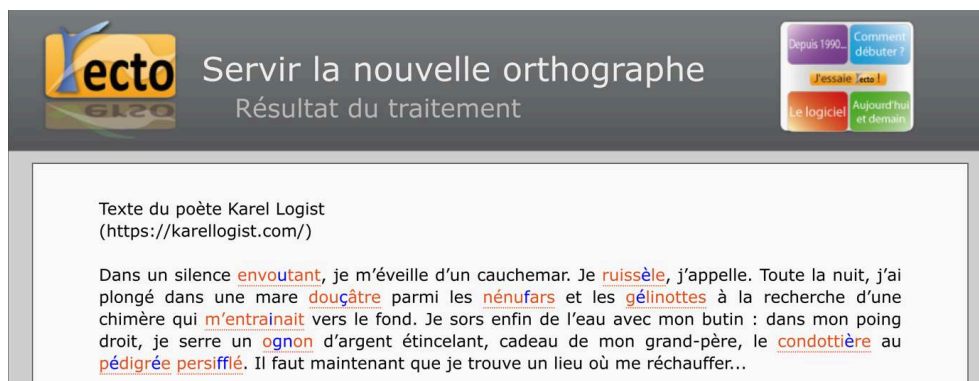 recto
Servir la nouvelle orthographe
Résultat du traitement
Depuis 1990...
Comment
débuter ?
J'essaie recto !
Le logiciel
Aujourd'hui
et demain
Texte du poète Karel Logist
(https://karellogist.com/)
Dans un silence envoutant, je m’éveille d’un cauchemar. Je ruissèle, j’appelle. Toute la nuit, j’ai
plongé dans une mare douçâtre parmi les nénufars et les gélinottes à la recherche d’une
chimère qui m’entrainait vers le fond. Je sors enfin de l’eau avec mon butin : dans mon poing
droit, je serre un ognon d’argent étincelant, cadeau de mon grand-père, le condottière au
pédigrée persifflé. Il faut maintenant que je trouve un lieu où me réchauffer...